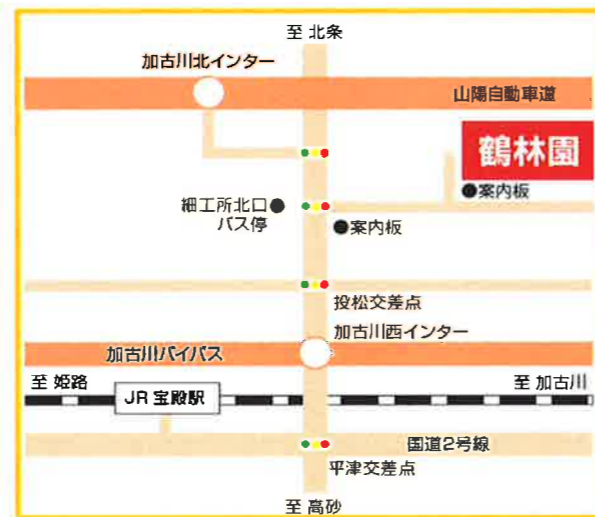 至 北条
加古川北インター
山陽自動車道
鶴林園
●案内板
細工所北口●
バス停
●案内板
投松交差点
加古川西インター
加古川バイパス
至 姫路
至 加古川
JR 宝殿駅
国道2号線
平津交差点
至 高砂